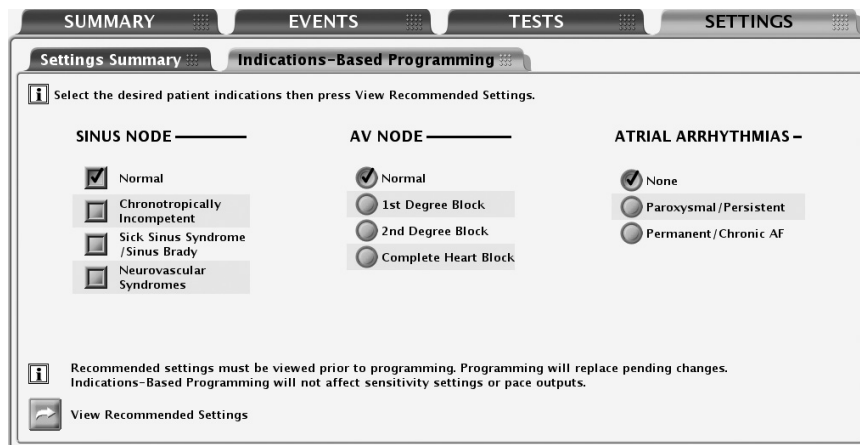 SUMMARY EVENTS TESTS SETTINGS
Settings Summary Indications-Based Programming
Select the desired patient indications then press View Recommended Settings.
SINUS NODE
Normal
Chronotropically
Incompetent
Sick Sinus Syndrome
/Sinus Brady
Neurovascular
Syndromes
AV NODE
Normal
1st Degree Block
2nd Degree Block
Complete Heart Block
ATRIAL ARRHYTHMIAS
None
Paroxysmal/Persistent
Permanent/Chronic AF
Recommended settings must be viewed prior to programming. Programming will replace pending changes.
Indications-Based Programming will not affect sensitivity settings or pace outputs.
View Recommended Settings